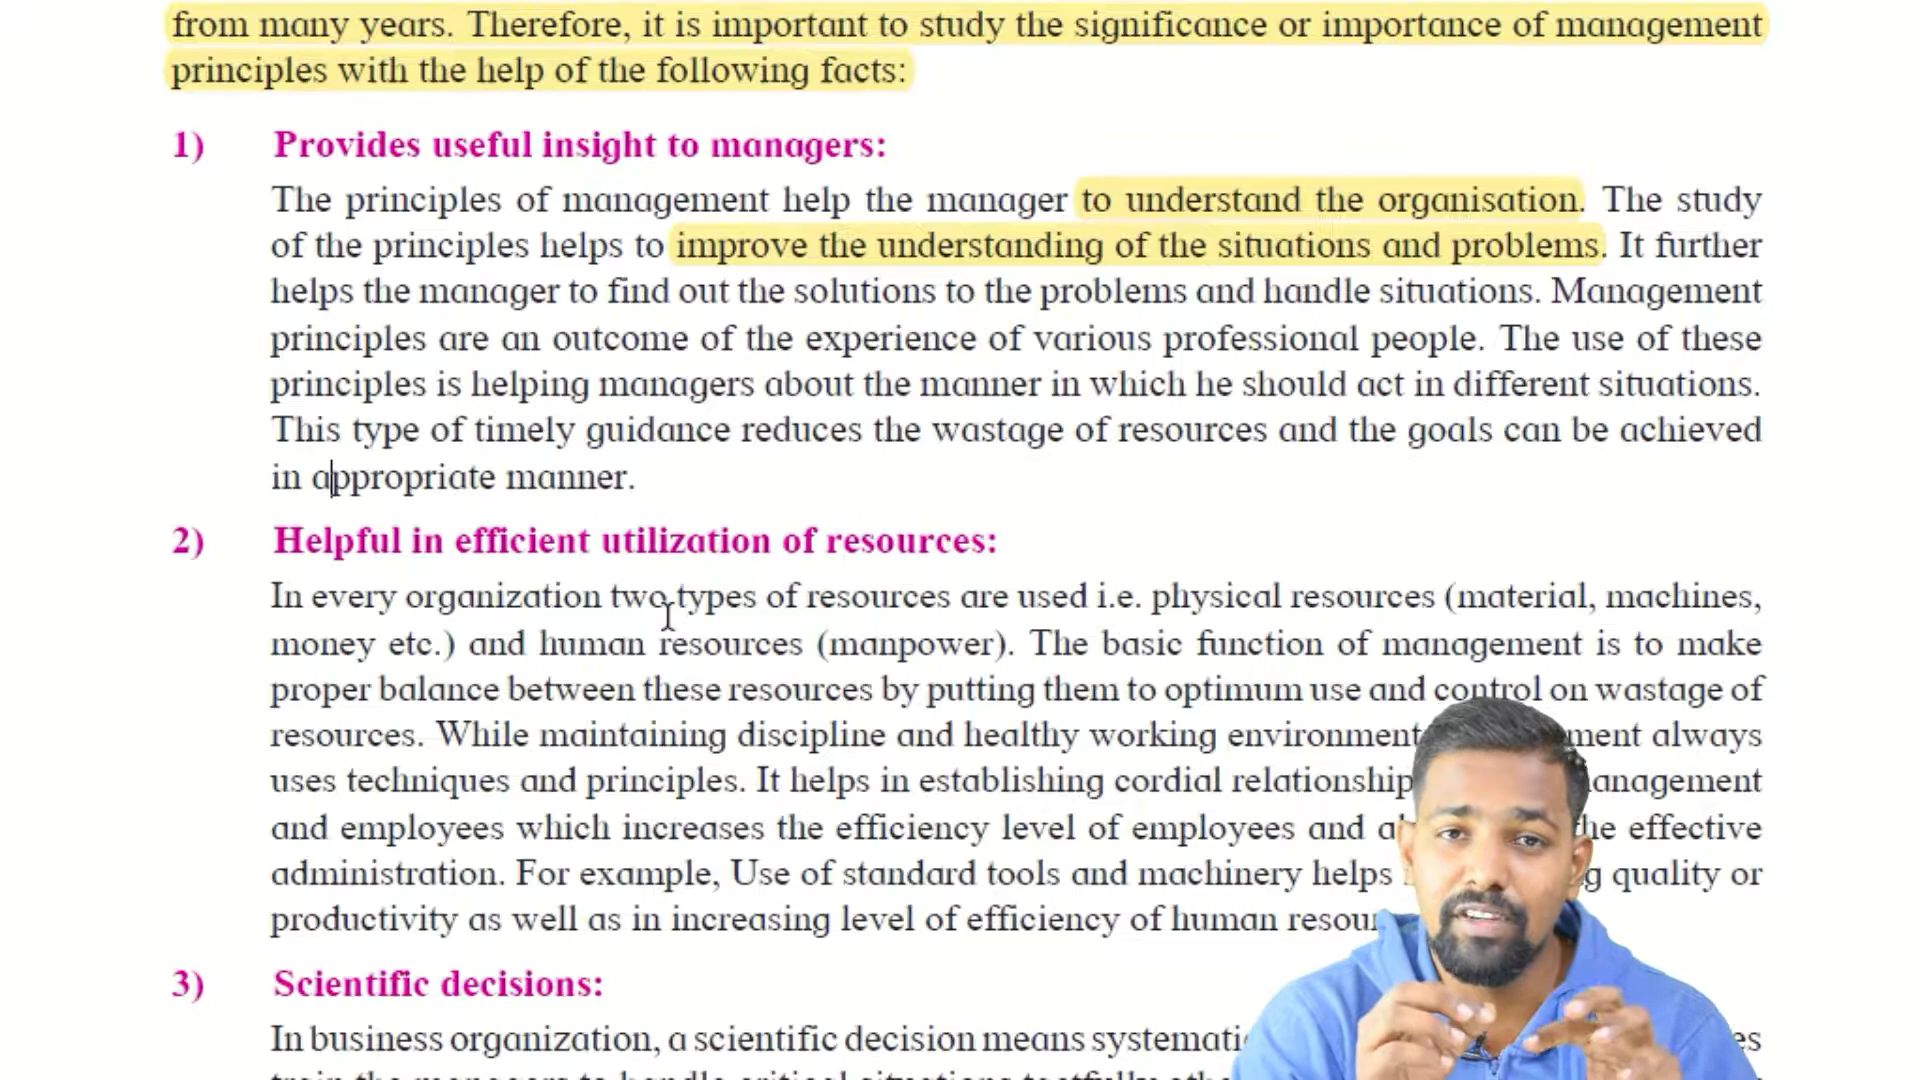 from many years. Therefore, it is important to study the significance or importance of management
principles with the help of the following facts:
1) Provides useful insight to managers:
The principles of management help the manager to understand the organisation. The study
of the principles helps to improve the understanding of the situations and problems. It further
helps the manager to find out the solutions to the problems and handle situations. Management
principles are an outcome of the experience of various professional people. The use of these
principles is helping managers about the manner in which he should act in different situations.
This type of timely guidance reduces the wastage of resources and the goals can be achieved
in appropriate manner.
2) Helpful in efficient utilization of resources:
In every organization two types of resources are used i.e. physical resources (material, machines,
money etc.) and human resources (manpower). The basic function of management is to make
proper balance between these resources by putting them to optimum use and control on wastage of
resources. While maintaining discipline and healthy working environment always
uses techniques and principles. It helps in establishing cordial relationship
and employees which increases the efficiency level of employees and effective
administration. For example, Use of standard tools and machinery helps quality or
productivity as well as in increasing level of efficiency of human
3) Scientific decisions:
In business organization, a scientific decision means